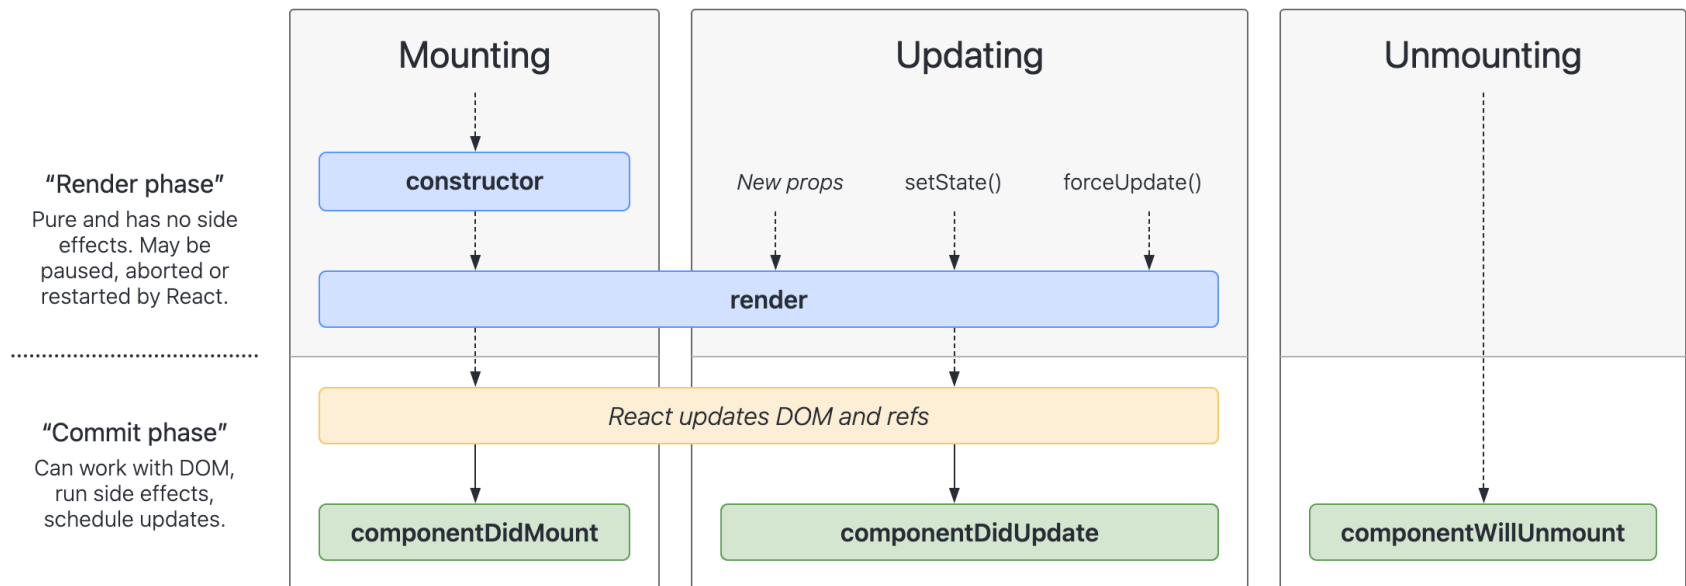 Mounting
Updating
Unmounting
“Render phase”
Pure and has no side
effects. May be
paused, aborted or
restarted by React.
constructor
New props
setState()
forceUpdate()
render
“Commit phase”
Can work with DOM,
run side effects,
schedule updates.
React updates DOM and refs
componentDidMount
componentDidUpdate
componentWillUnmount